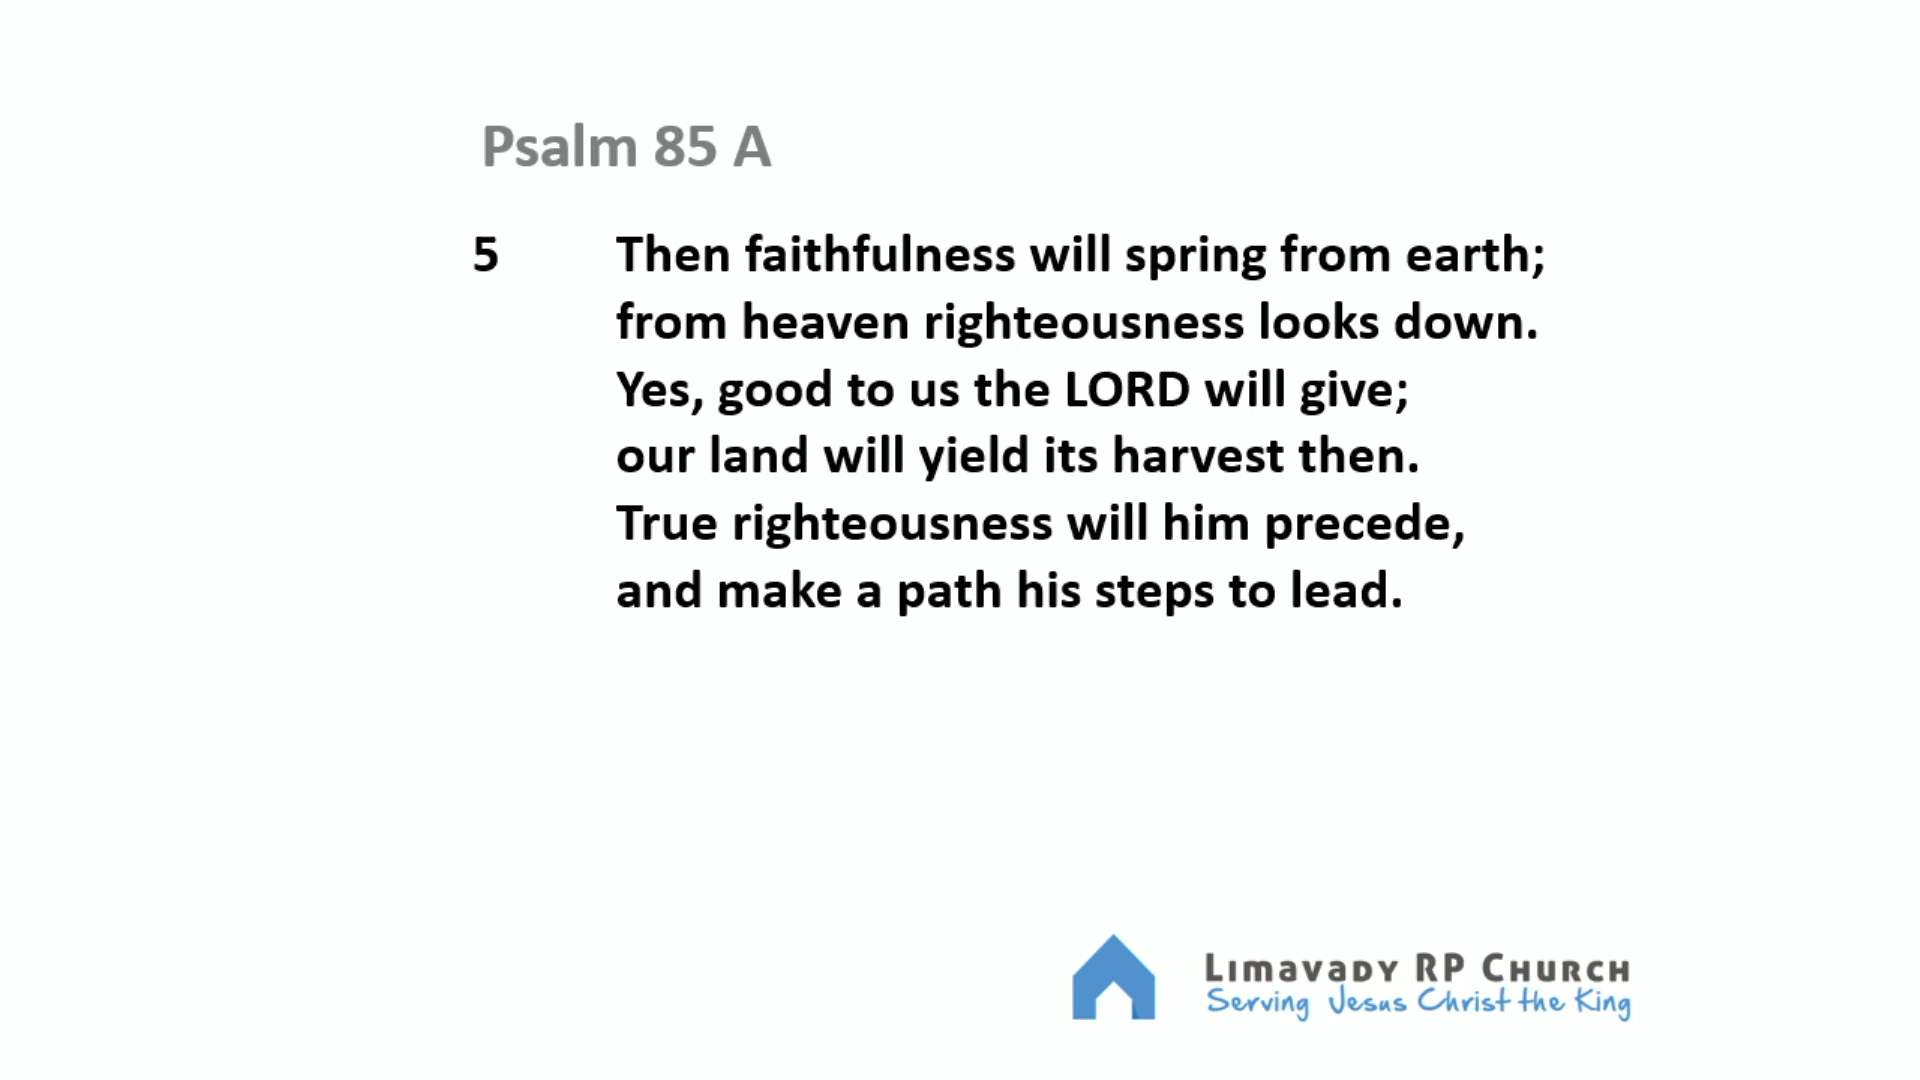 Psalm 85 A
5 Then faithfulness will spring from earth;
from heaven righteousness looks down.
Yes, good to us the LORD will give;
our land will yield its harvest then.
True righteousness will him precede,
and make a path his steps to lead.
LIMAVADY RP CHURCH
Serving Jesus Christ the King